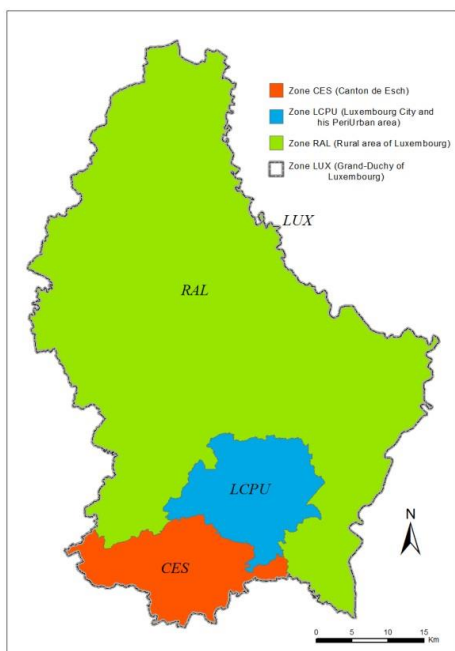 Zone CES (Canton de Esch)
Zone LCPU (Luxembourg City and
his PeriUrban area)
Zone RAL (Rural area of Luxembourg)
Zone LUX (Grand-Duchy of
Luxembourg)
LUX
RAL
LCPU
CES
N
0 5 10 15
Km